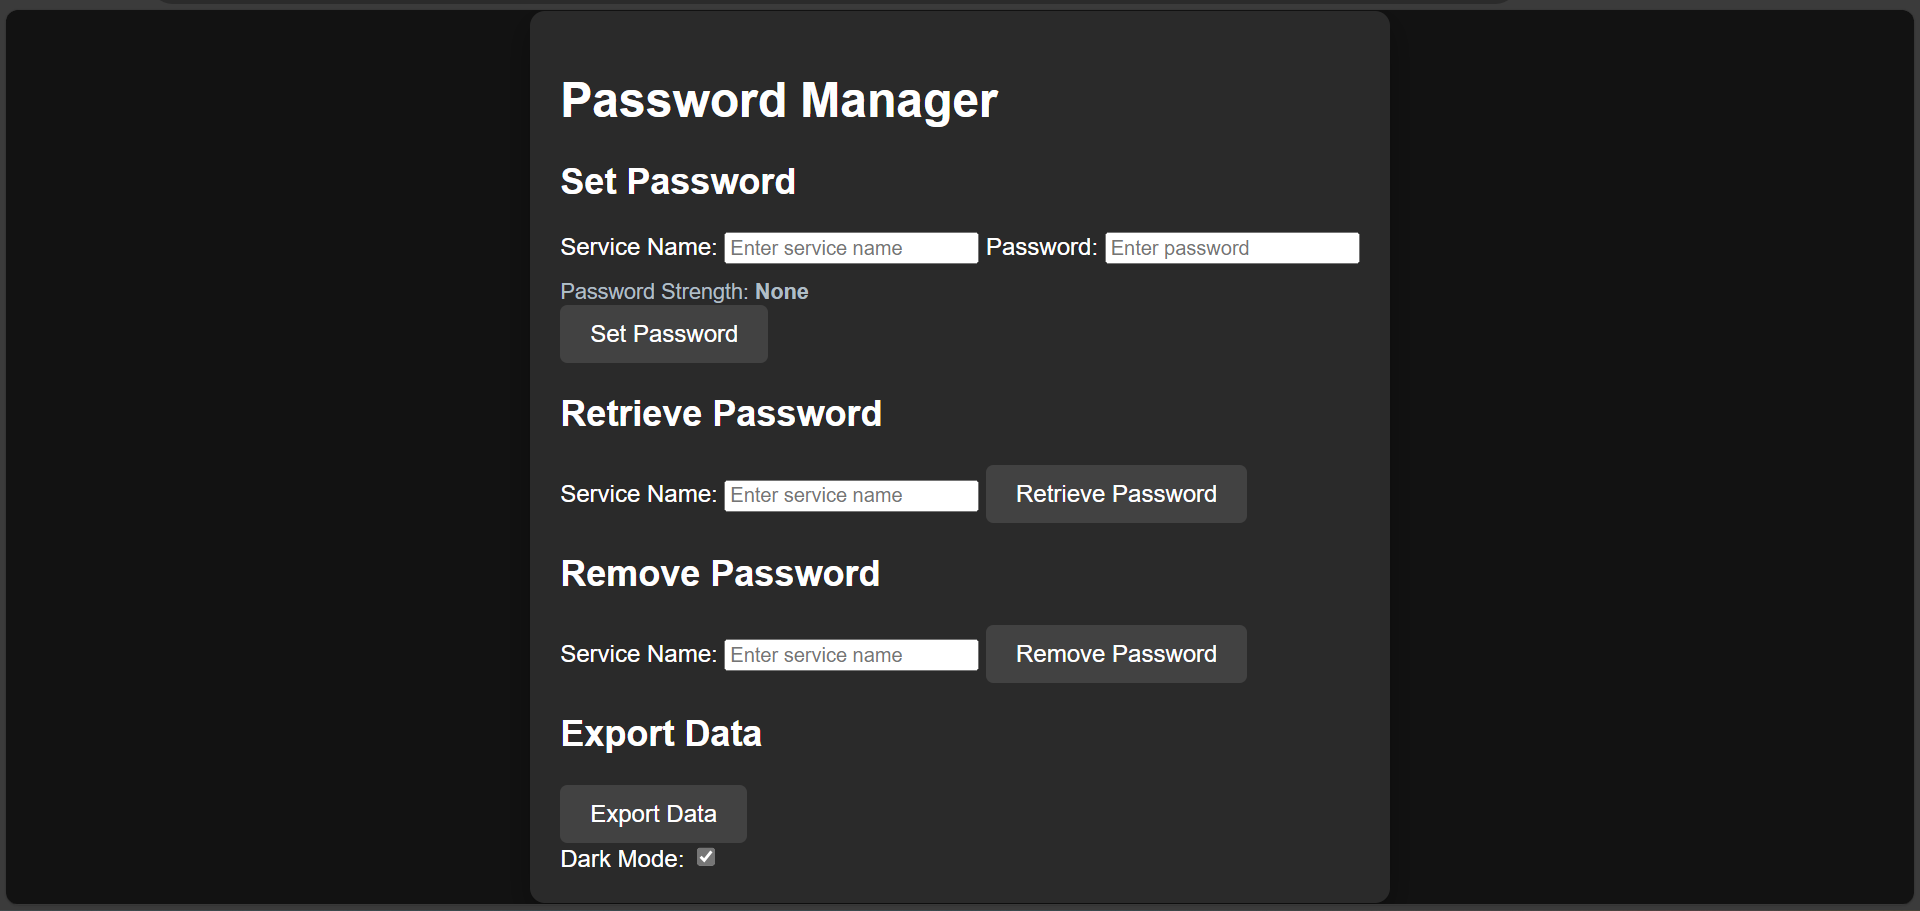 Password Manager
Set Password
Service Name: Enter service name Password: Enter password
Password Strength: None
Set Password
Retrieve Password
Service Name: Enter service name Retrieve Password
Remove Password
Service Name: Enter service name Remove Password
Export Data
Export Data
Dark Mode: